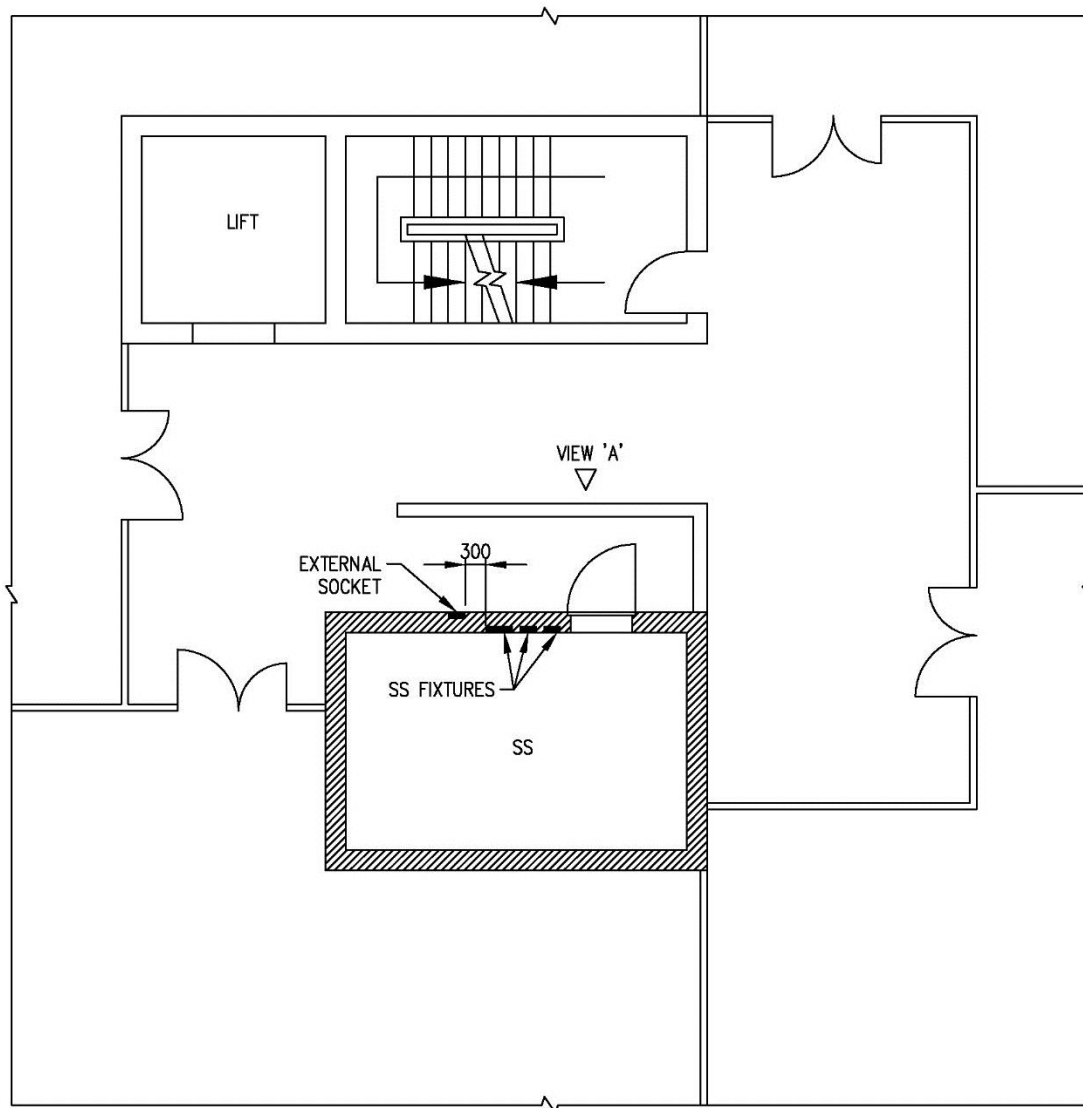 LIFT
VIEW 'A'
300
EXTERNAL
SOCKET
SS FIXTURES
SS